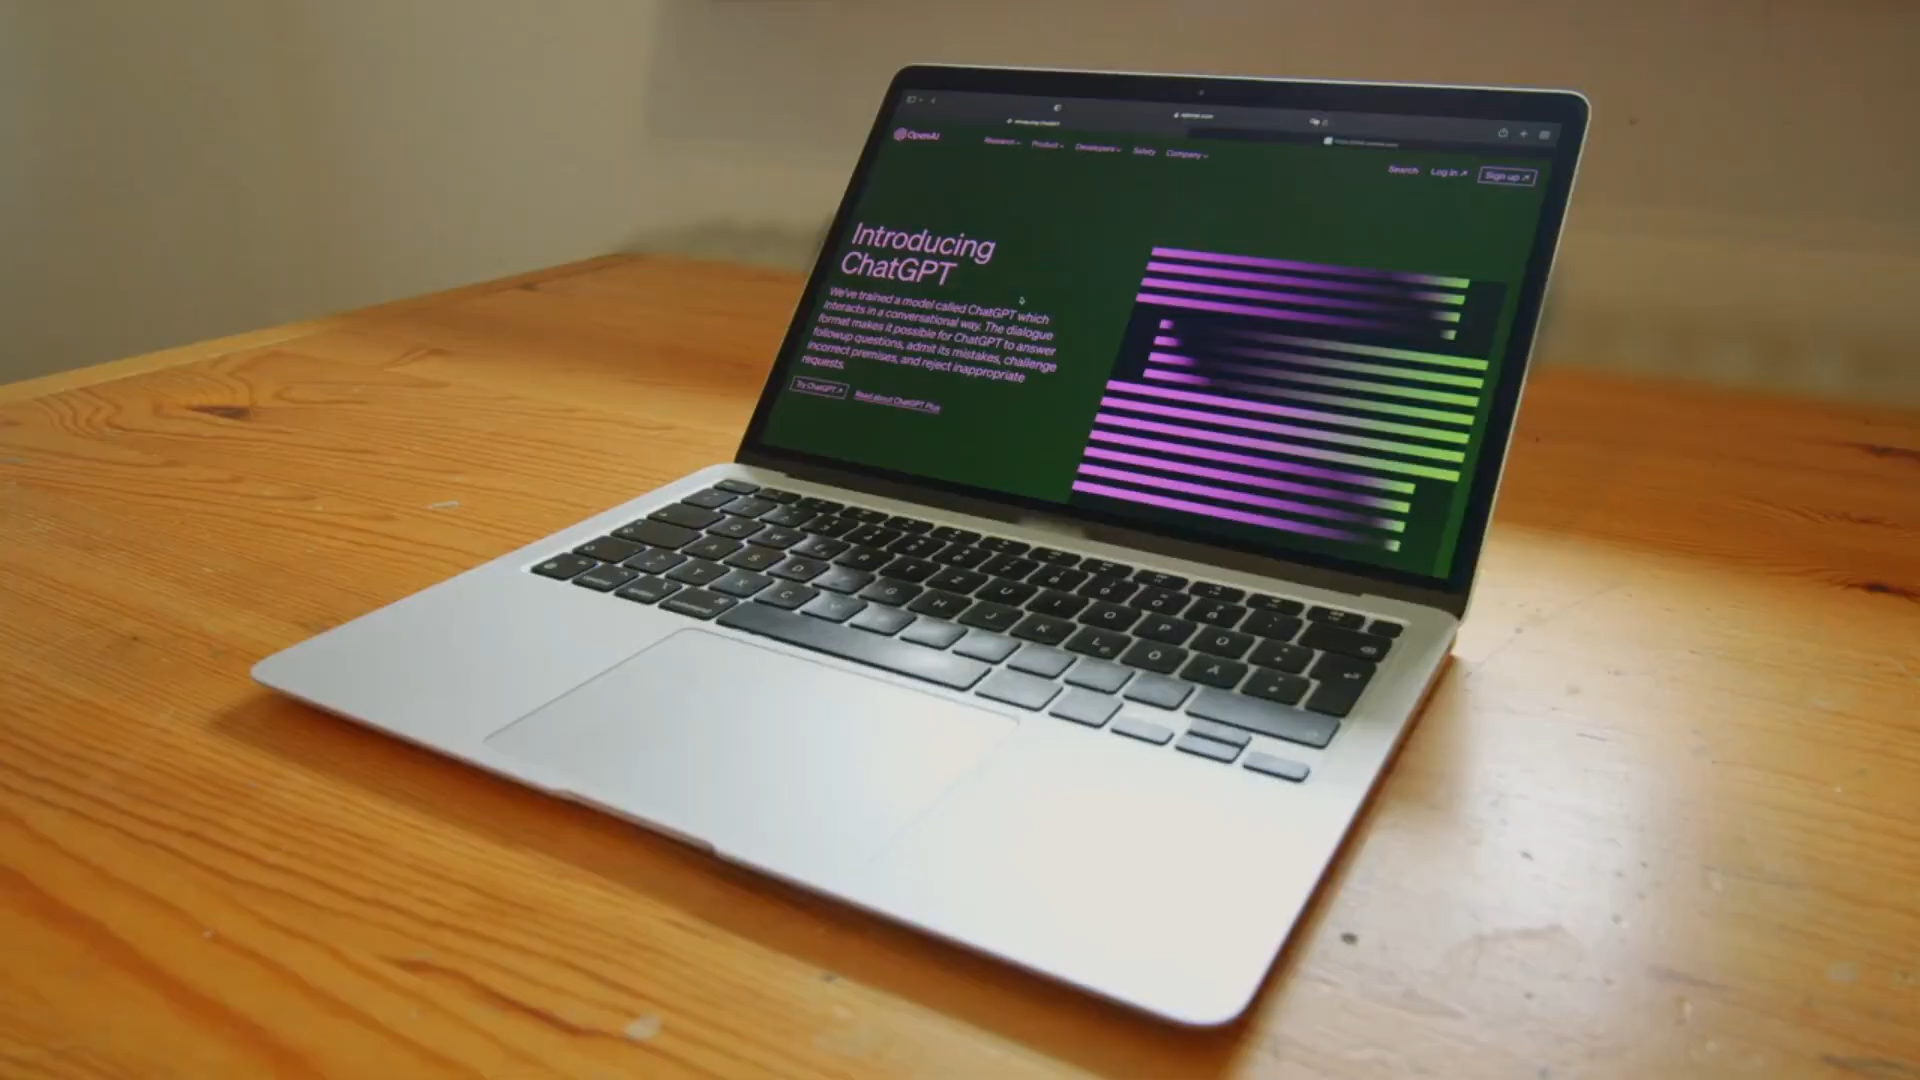 OpenAI
Research Product Developers Safety Company
Search Log in Sign up
Introducing
ChatGPT
We've trained a model called ChatGPT which
interacts in a conversational way. The dialogue
format makes it possible for ChatGPT to answer
followup questions, admit its mistakes, challenge
incorrect premises, and reject inappropriate
requests.
Try ChatGPT
Read about ChatGPT Plus
Q W T Z U I O P Ü
A S D G H J K L Ö Ä
Y X C V